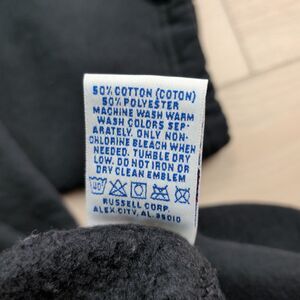 50% COTTON (COTON)
50% POLYESTER
MACHINE WASH WARM
WASH COLORS SEP-
ARATELY. ONLY NON-
CHLORINE BLEACH WHEN
NEEDED. TUMBLE DRY
LOW. DO NOT IRON OR
DRY CLEAN EMBLEM
40
RUSSELL CORP.
ALEX CITY, AL. 35010